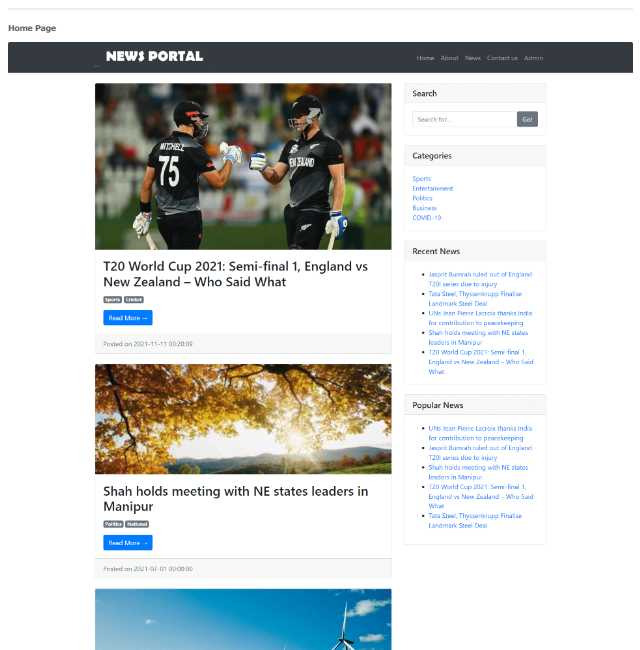 Home Page
NEWS PORTAL
Home About News Contact us Admin
MITCHELL
75
NEW ZEALAND
T20 World Cup 2021: Semi-final 1, England vs
New Zealand – Who Said What
Sports Cricket
Read More →
Posted on 2021-11-11 00:20:09
Shah holds meeting with NE states leaders in
Manipur
Politics National
Read More →
Posted on 2021-07-01 00:00:00
Search
Search for... Go!
Categories
Sports
Entertainment
Politics
Business
COVID-19
Recent News
Jasprit Bumrah ruled out of England
T20I series due to injury
Tata Steel, Thyssenkrupp Finalise
Landmark Steel Deal
UNs Jean Pierre Lacroix thanks India
for contribution to peacekeeping
Shah holds meeting with NE states
leaders in Manipur
T20 World Cup 2021: Semi-final 1,
England vs New Zealand – Who Said
What
Popular News
UNs Jean Pierre Lacroix thanks India
for contribution to peacekeeping
Jasprit Bumrah ruled out of England
T20I series due to injury
Shah holds meeting with NE states
leaders in Manipur
T20 World Cup 2021: Semi-final 1,
England vs New Zealand – Who Said
What
Tata Steel, Thyssenkrupp Finalise
Landmark Steel Deal